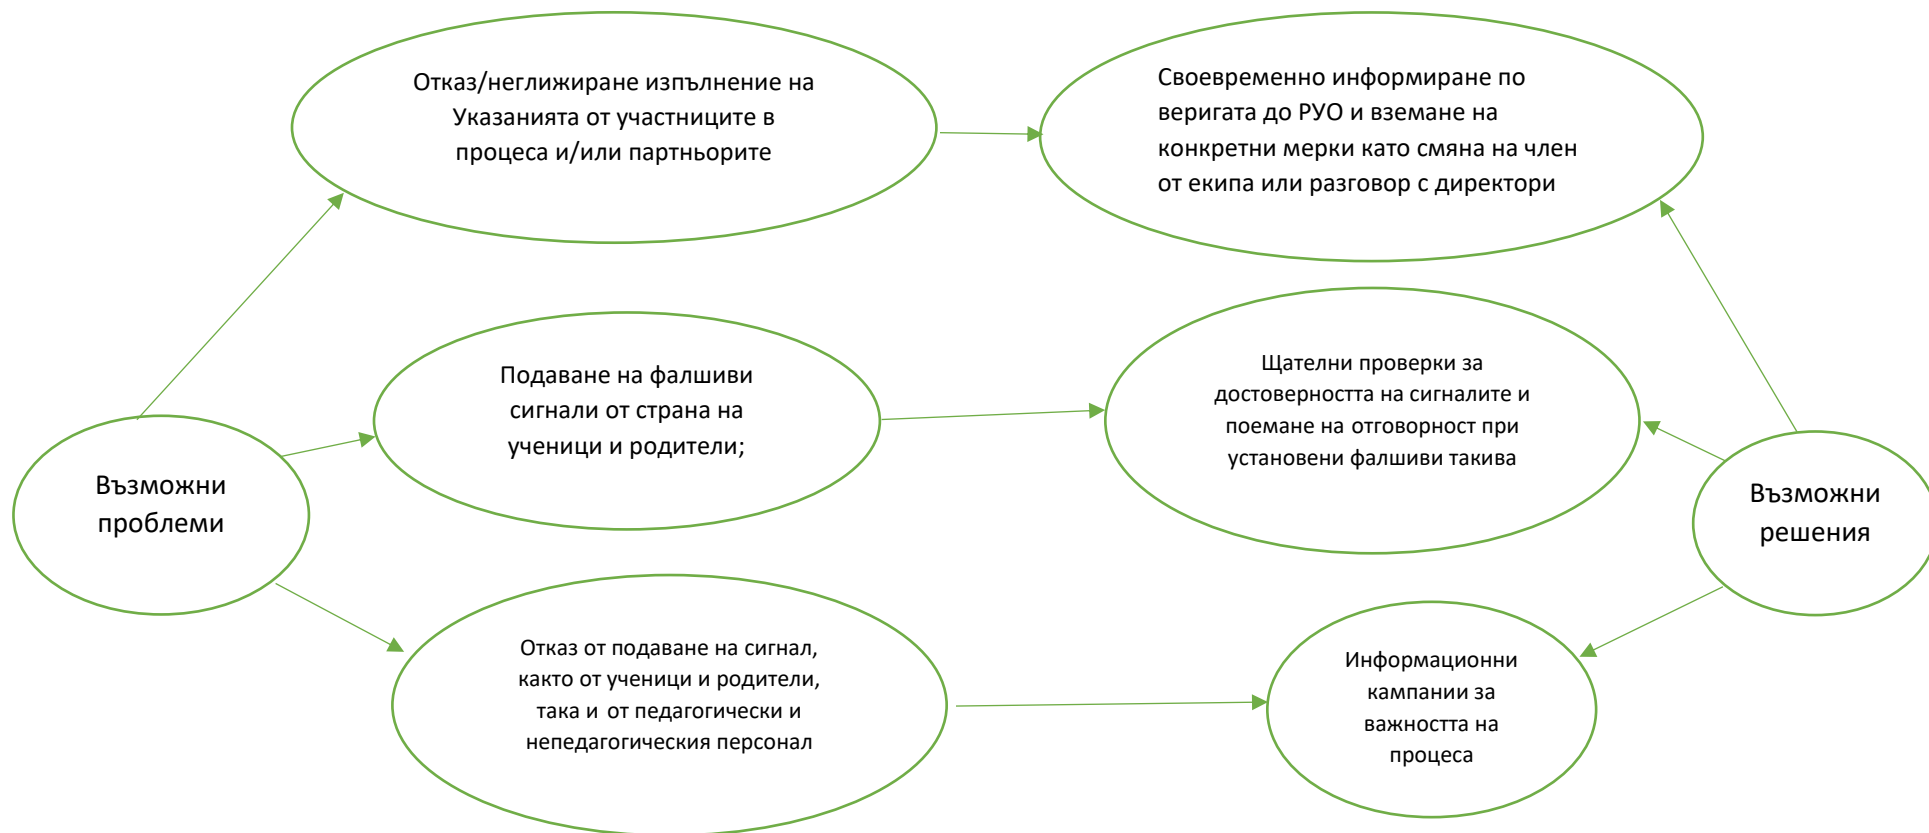 Отказ/неглижиране изпълнение на
Указанията от участниците в
процеса и/или партньорите
Своевременно информиране по
веригата до РУО и вземане на
конкретни мерки като смяна на член
от екипа или разговор с директори
Подаване на фалшиви
сигнали от страна на
ученици и родители;
Щателни проверки за
достоверността на сигналите и
поемане на отговорност при
установени фалшиви такива
Възможни
проблеми
Възможни
решения
Отказ от подаване на сигнал,
както от ученици и родители,
така и от педагогически и
непедагогическия персонал
Информационни
кампании за
важността на
процеса